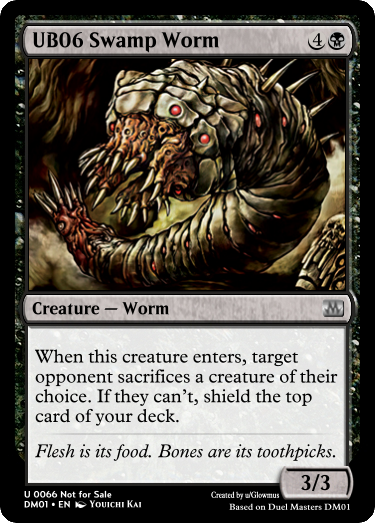 UB06 Swamp Worm 4
Creature — Worm
When this creature enters, target
opponent sacrifices a creature of their
choice. If they can't, shield the top
card of your deck.
Flesh is its food. Bones are its toothpicks.
3/3
U 0066 Not for Sale
DM01 • EN Youichi Kai
Created by u/Glowmus
Based on Duel Masters DM01